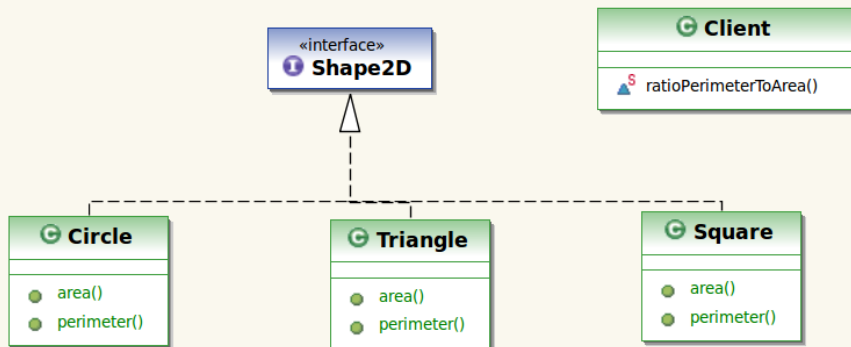 «interface»
I Shape2D
C Client
S ratioPerimeterToArea()
C Circle
area()
perimeter()
C Triangle
area()
perimeter()
C Square
area()
perimeter()